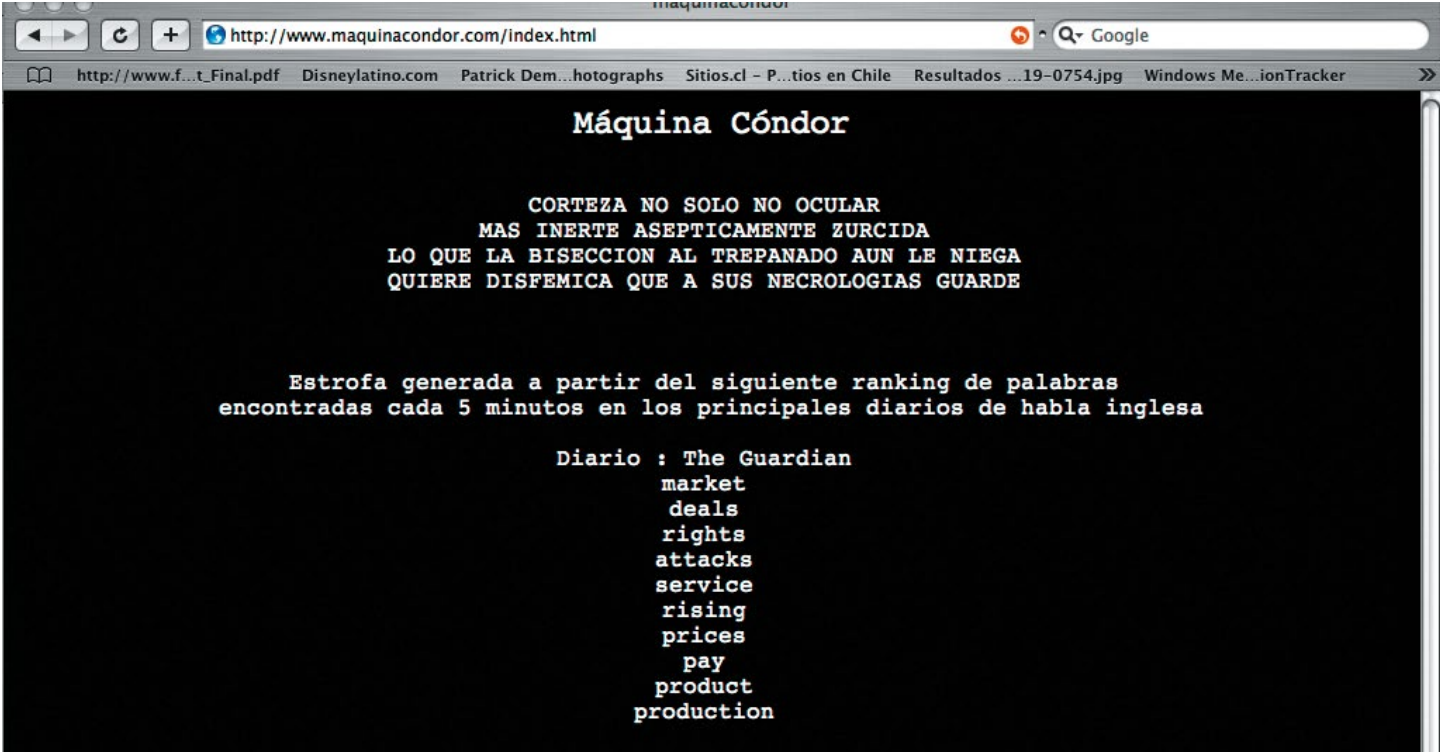 maquinacondor
http://www.maquinacondor.com/index.html
Google
http://www.f...t_Final.pdf Disneylatino.com Patrick Dem...hotographs Sitios.cl – P...tios en Chile Resultados ...19-0754.jpg Windows Me...ionTracker
Máquina Cóndor
CORTEZA NO SOLO NO OCULAR
MAS INERTE ASEPTICAMENTE ZURCIDA
LO QUE LA BISECCION AL TREPANADO AUN LE NIEGA
QUIERE DISFEMICA QUE A SUS NECROLOGIAS GUARDE
Estrofa generada a partir del siguiente ranking de palabras
encontradas cada 5 minutos en los principales diarios de habla inglesa
Diario : The Guardian
market
deals
rights
attacks
service
rising
prices
pay
product
production